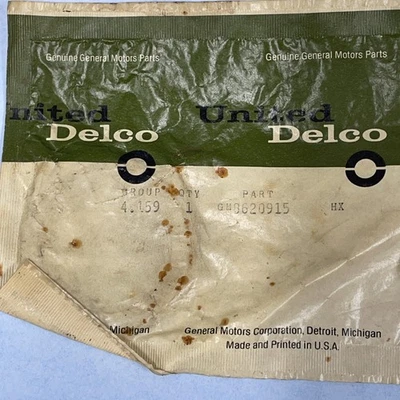 Genuine General Motors Parts Genuine General Motors Parts
United United
Delco Delco
GROUP QTY PART
4.159 1 GM8620915 HX
Michigan General Motors Corporation, Detroit, Michigan
Made and Printed in U.S.A.